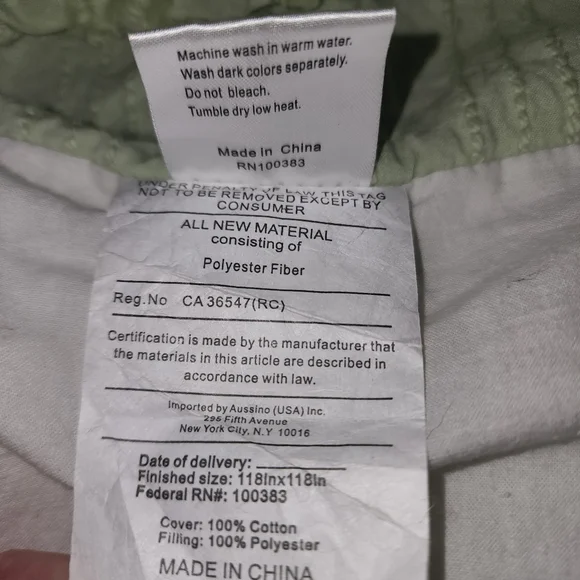 Machine wash in warm water.
Wash dark colors separately.
Do not bleach.
Tumble dry low heat.
Made in China
RN100383
UNDER PENALTY OF LAW THIS TAG
NOT TO BE REMOVED EXCEPT BY
CONSUMER
ALL NEW MATERIAL
consisting of
Polyester Fiber
Reg.No CA36547(RC)
Certification is made by the manufacturer that
the materials in this article are described in
accordance with law.
Imported by Aussino (USA) Inc.
295 Fifth Avenue
New York City, N.Y 10016
Date of delivery:
Finished size: 118Inx118In
Federal RN#: 100383
Cover: 100% Cotton
Filling: 100% Polyester
MADE IN CHINA